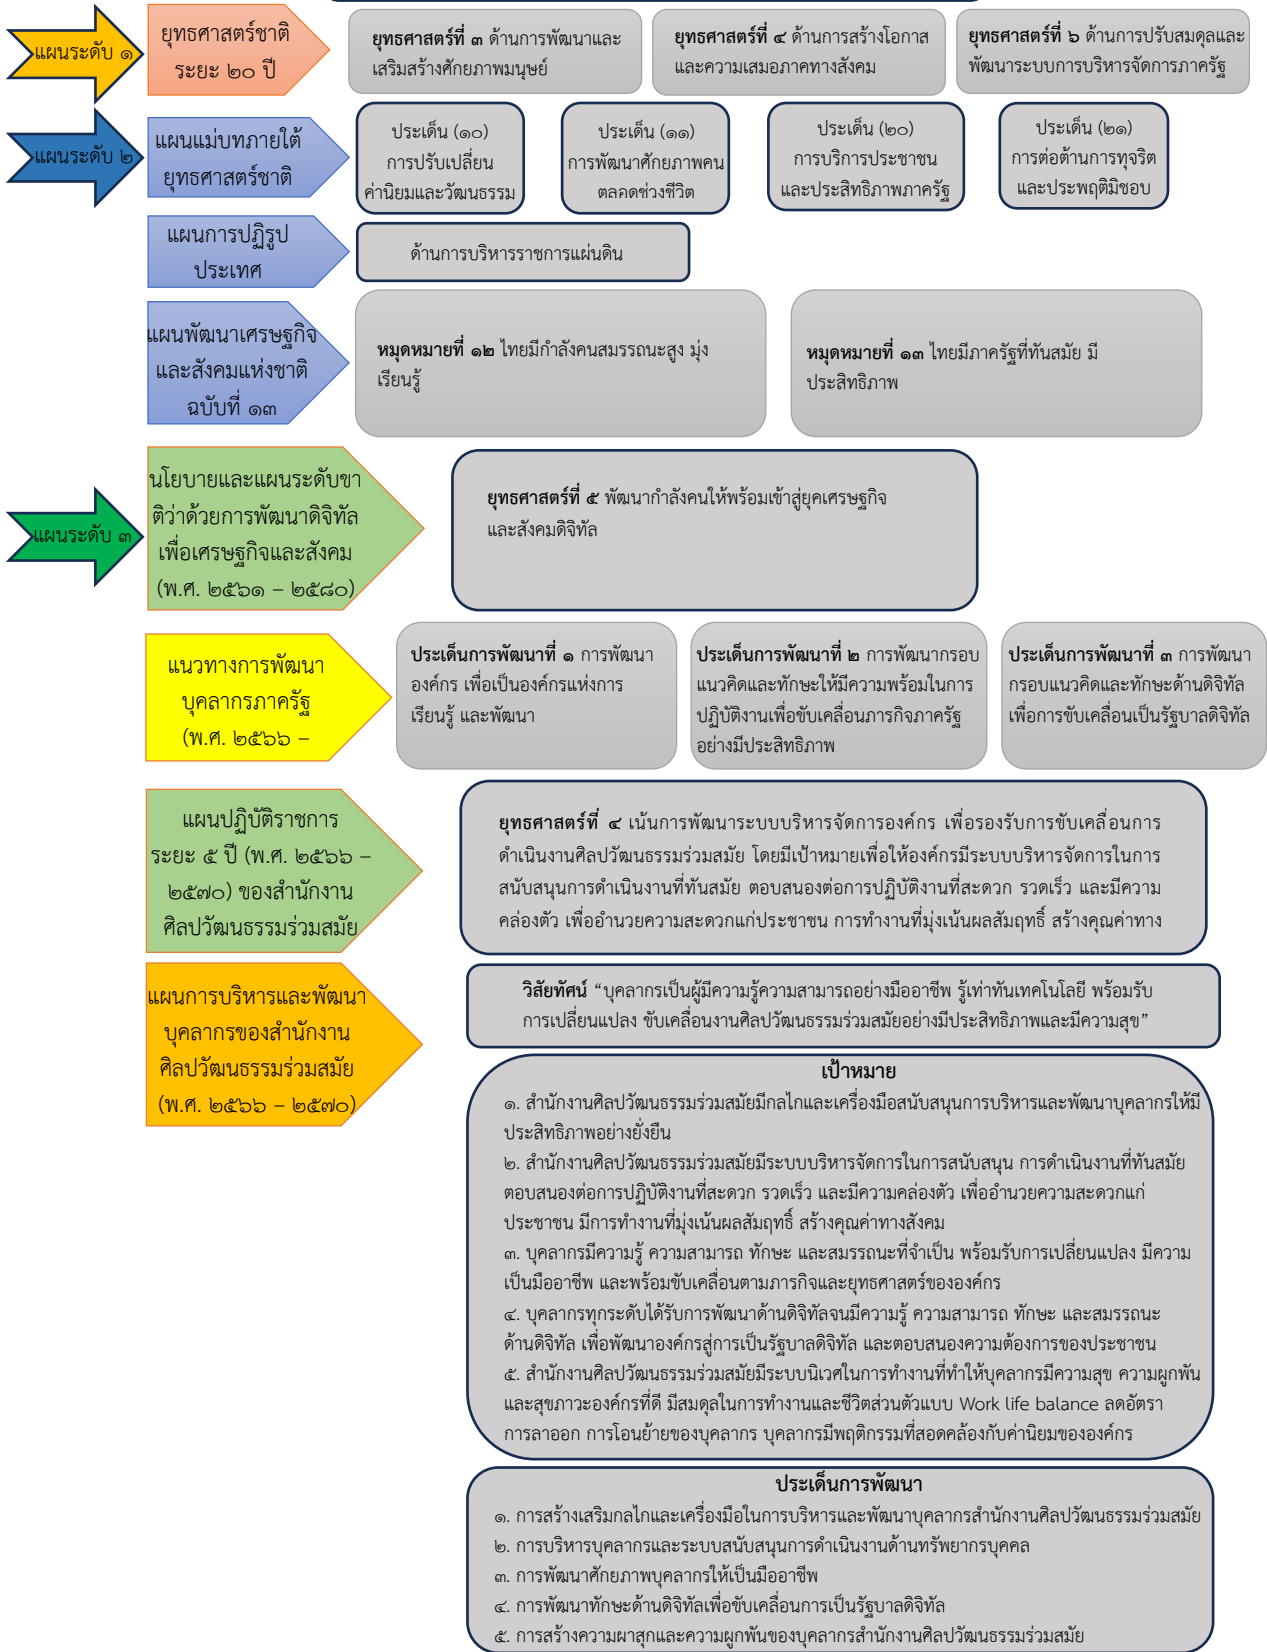 แผนระดับ ๑
ยุทธศาสตร์ชาติ
ระยะ ๒๐ ปี
ยุทธศาสตร์ที่ ๓ ด้านการพัฒนาและ
เสริมสร้างศักยภาพมนุษย์
ยุทธศาสตร์ที่ ๔ ด้านการสร้างโอกาส
และความเสมอภาคทางสังคม
ยุทธศาสตร์ที่ ๖ ด้านการปรับสมดุลและ
พัฒนาระบบการบริหารจัดการภาครัฐ
แผนระดับ ๒
แผนแม่บทภายใต้
ยุทธศาสตร์ชาติ
ประเด็น (๑๐)
การปรับเปลี่ยน
ค่านิยมและวัฒนธรรม
ประเด็น (๑๑)
การพัฒนาศักยภาพคน
ตลอดช่วงชีวิต
ประเด็น (๒๐)
การบริการประชาชน
และประสิทธิภาพภาครัฐ
ประเด็น (๒๑)
การต่อต้านการทุจริต
และประพฤติมิชอบ
แผนการปฏิรูป
ประเทศ
ด้านการบริหารราชการแผ่นดิน
แผนพัฒนาเศรษฐกิจ
และสังคมแห่งชาติ
ฉบับที่ ๑๓
หมุดหมายที่ ๑๒ ไทยมีกำลังคนสมรรถนะสูง มุ่ง
เรียนรู้
หมุดหมายที่ ๑๓ ไทยมีภาครัฐที่ทันสมัย มี
ประสิทธิภาพ
แผนระดับ ๓
นโยบายและแผนระดับชา
ติว่าด้วยการพัฒนาดิจิทัล
เพื่อเศรษฐกิจและสังคม
(พ.ศ. ๒๕๖๑ – ๒๕๘๐)
ยุทธศาสตร์ที่ ๕ พัฒนากำลังคนให้พร้อมเข้าสู่ยุคเศรษฐกิจ
และสังคมดิจิทัล
แนวทางการพัฒนา
บุคลากรภาครัฐ
(พ.ศ. ๒๕๖๖ –
ประเด็นการพัฒนาที่ ๑ การพัฒนา
องค์กร เพื่อเป็นองค์กรแห่งการ
เรียนรู้ และพัฒนา
ประเด็นการพัฒนาที่ ๒ การพัฒนากรอบ
แนวคิดและทักษะให้มีความพร้อมในการ
ปฏิบัติงานเพื่อขับเคลื่อนภารกิจภาครัฐ
อย่างมีประสิทธิภาพ
ประเด็นการพัฒนาที่ ๓ การพัฒนา
กรอบแนวคิดและทักษะด้านดิจิทัล
เพื่อการขับเคลื่อนเป็นรัฐบาลดิจิทัล
แผนปฏิบัติราชการ
ระยะ ๕ ปี (พ.ศ. ๒๕๖๖ –
๒๕๗๐) ของสำนักงาน
ศิลปวัฒนธรรมร่วมสมัย
ยุทธศาสตร์ที่ ๔ เน้นการพัฒนาระบบบริหารจัดการองค์กร เพื่อรองรับการขับเคลื่อนการ
ดำเนินงานศิลปวัฒนธรรมร่วมสมัย โดยมีเป้าหมายเพื่อให้องค์กรมีระบบบริหารจัดการในการ
สนับสนุนการดำเนินงานที่ทันสมัย ตอบสนองต่อการปฏิบัติงานที่สะดวก รวดเร็ว และมีความ
คล่องตัว เพื่ออำนวยความสะดวกแก่ประชาชน การทำงานที่มุ่งเน้นผลสัมฤทธิ์ สร้างคุณค่าทาง
แผนการบริหารและพัฒนา
บุคลากรของสำนักงาน
ศิลปวัฒนธรรมร่วมสมัย
(พ.ศ. ๒๕๖๖ – ๒๕๗๐)
วิสัยทัศน์ “บุคลากรเป็นผู้มีความรู้ความสามารถอย่างมืออาชีพ รู้เท่าทันเทคโนโลยี พร้อมรับ
การเปลี่ยนแปลง ขับเคลื่อนงานศิลปวัฒนธรรมร่วมสมัยอย่างมีประสิทธิภาพและมีความสุข”
เป้าหมาย
๑. สำนักงานศิลปวัฒนธรรมร่วมสมัยมีกลไกและเครื่องมือสนับสนุนการบริหารและพัฒนาบุคลากรให้มี
ประสิทธิภาพอย่างยั่งยืน
๒. สำนักงานศิลปวัฒนธรรมร่วมสมัยมีระบบบริหารจัดการในการสนับสนุน การดำเนินงานที่ทันสมัย
ตอบสนองต่อการปฏิบัติงานที่สะดวก รวดเร็ว และมีความคล่องตัว เพื่ออำนวยความสะดวกแก่
ประชาชน มีการทำงานที่มุ่งเน้นผลสัมฤทธิ์ สร้างคุณค่าทางสังคม
๓. บุคลากรมีความรู้ ความสามารถ ทักษะ และสมรรถนะที่จำเป็น พร้อมรับการเปลี่ยนแปลง มีความ
เป็นมืออาชีพ และพร้อมขับเคลื่อนตามภารกิจและยุทธศาสตร์ขององค์กร
๔. บุคลากรทุกระดับได้รับการพัฒนาด้านดิจิทัลจนมีความรู้ ความสามารถ ทักษะ และสมรรถนะ
ด้านดิจิทัล เพื่อพัฒนาองค์กรสู่การเป็นรัฐบาลดิจิทัล และตอบสนองความต้องการของประชาชน
๕. สำนักงานศิลปวัฒนธรรมร่วมสมัยมีระบบนิเวศในการทำงานที่ทำให้บุคลากรมีความสุข ความผูกพัน
และสุขภาวะองค์กรที่ดี มีสมดุลในการทำงานและชีวิตส่วนตัวแบบ Work life balance ลดอัตรา
การลาออก การโอนย้ายของบุคลากร บุคลากรมีพฤติกรรมที่สอดคล้องกับค่านิยมขององค์กร
ประเด็นการพัฒนา
๑. การสร้างเสริมกลไกและเครื่องมือในการบริหารและพัฒนาบุคลากรสำนักงานศิลปวัฒนธรรมร่วมสมัย
๒. การบริหารบุคลากรและระบบสนับสนุนการดำเนินงานด้านทรัพยากรบุคคล
๓. การพัฒนาศักยภาพบุคลากรให้เป็นมืออาชีพ
๔. การพัฒนาทักษะด้านดิจิทัลเพื่อขับเคลื่อนการเป็นรัฐบาลดิจิทัล
๕. การสร้างความผาสุกและความผูกพันของบุคลากรสำนักงานศิลปวัฒนธรรมร่วมสมัย